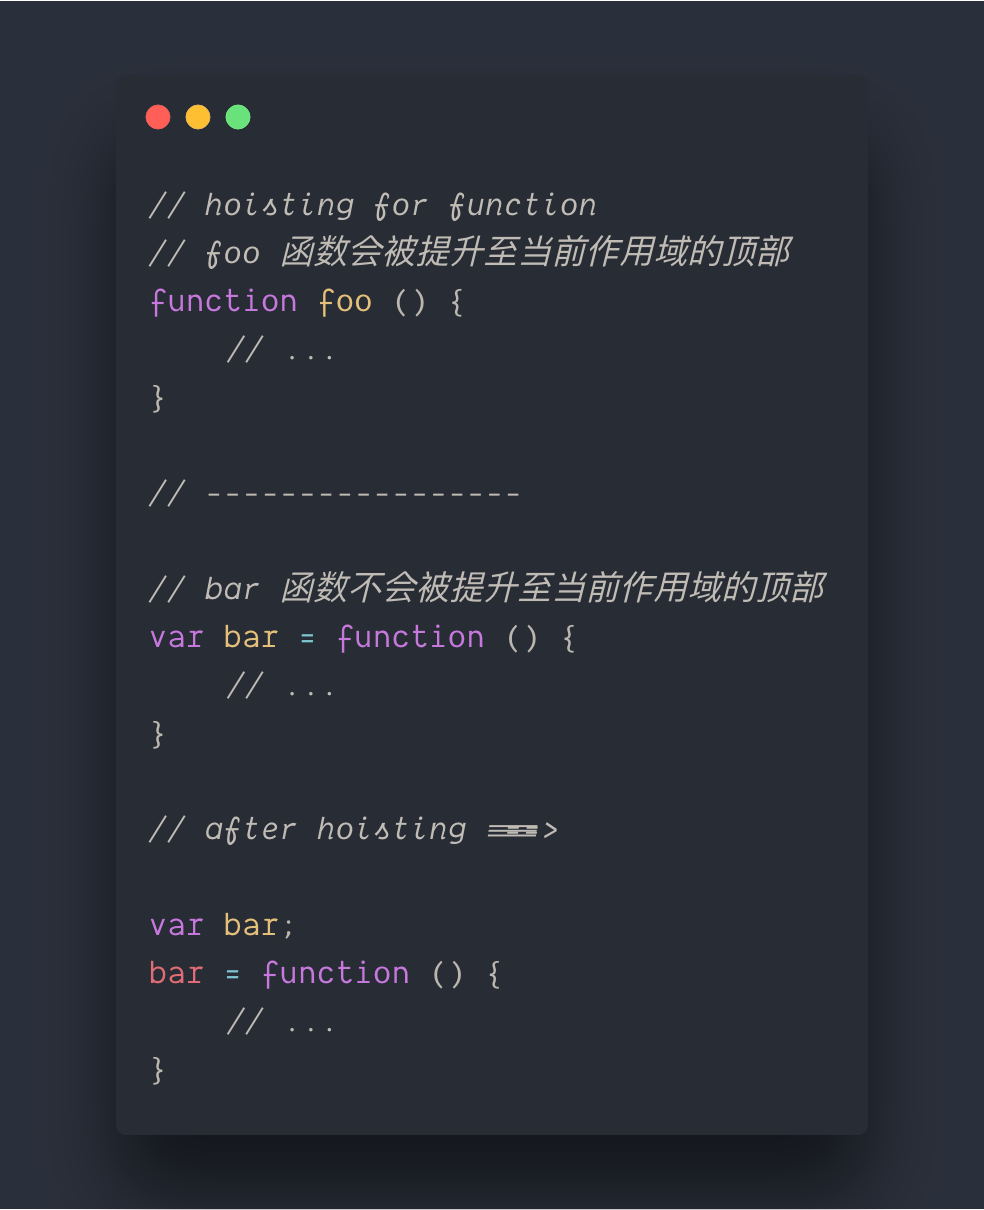 // hoisting for function
// foo 函数会被提升至当前作用域的顶部
function foo () {
    // ...
}
// -----------------
// bar 函数不会被提升至当前作用域的顶部
var bar = function () {
    // ...
}
// after hoisting ===>
var bar;
bar = function () {
    // ...
}